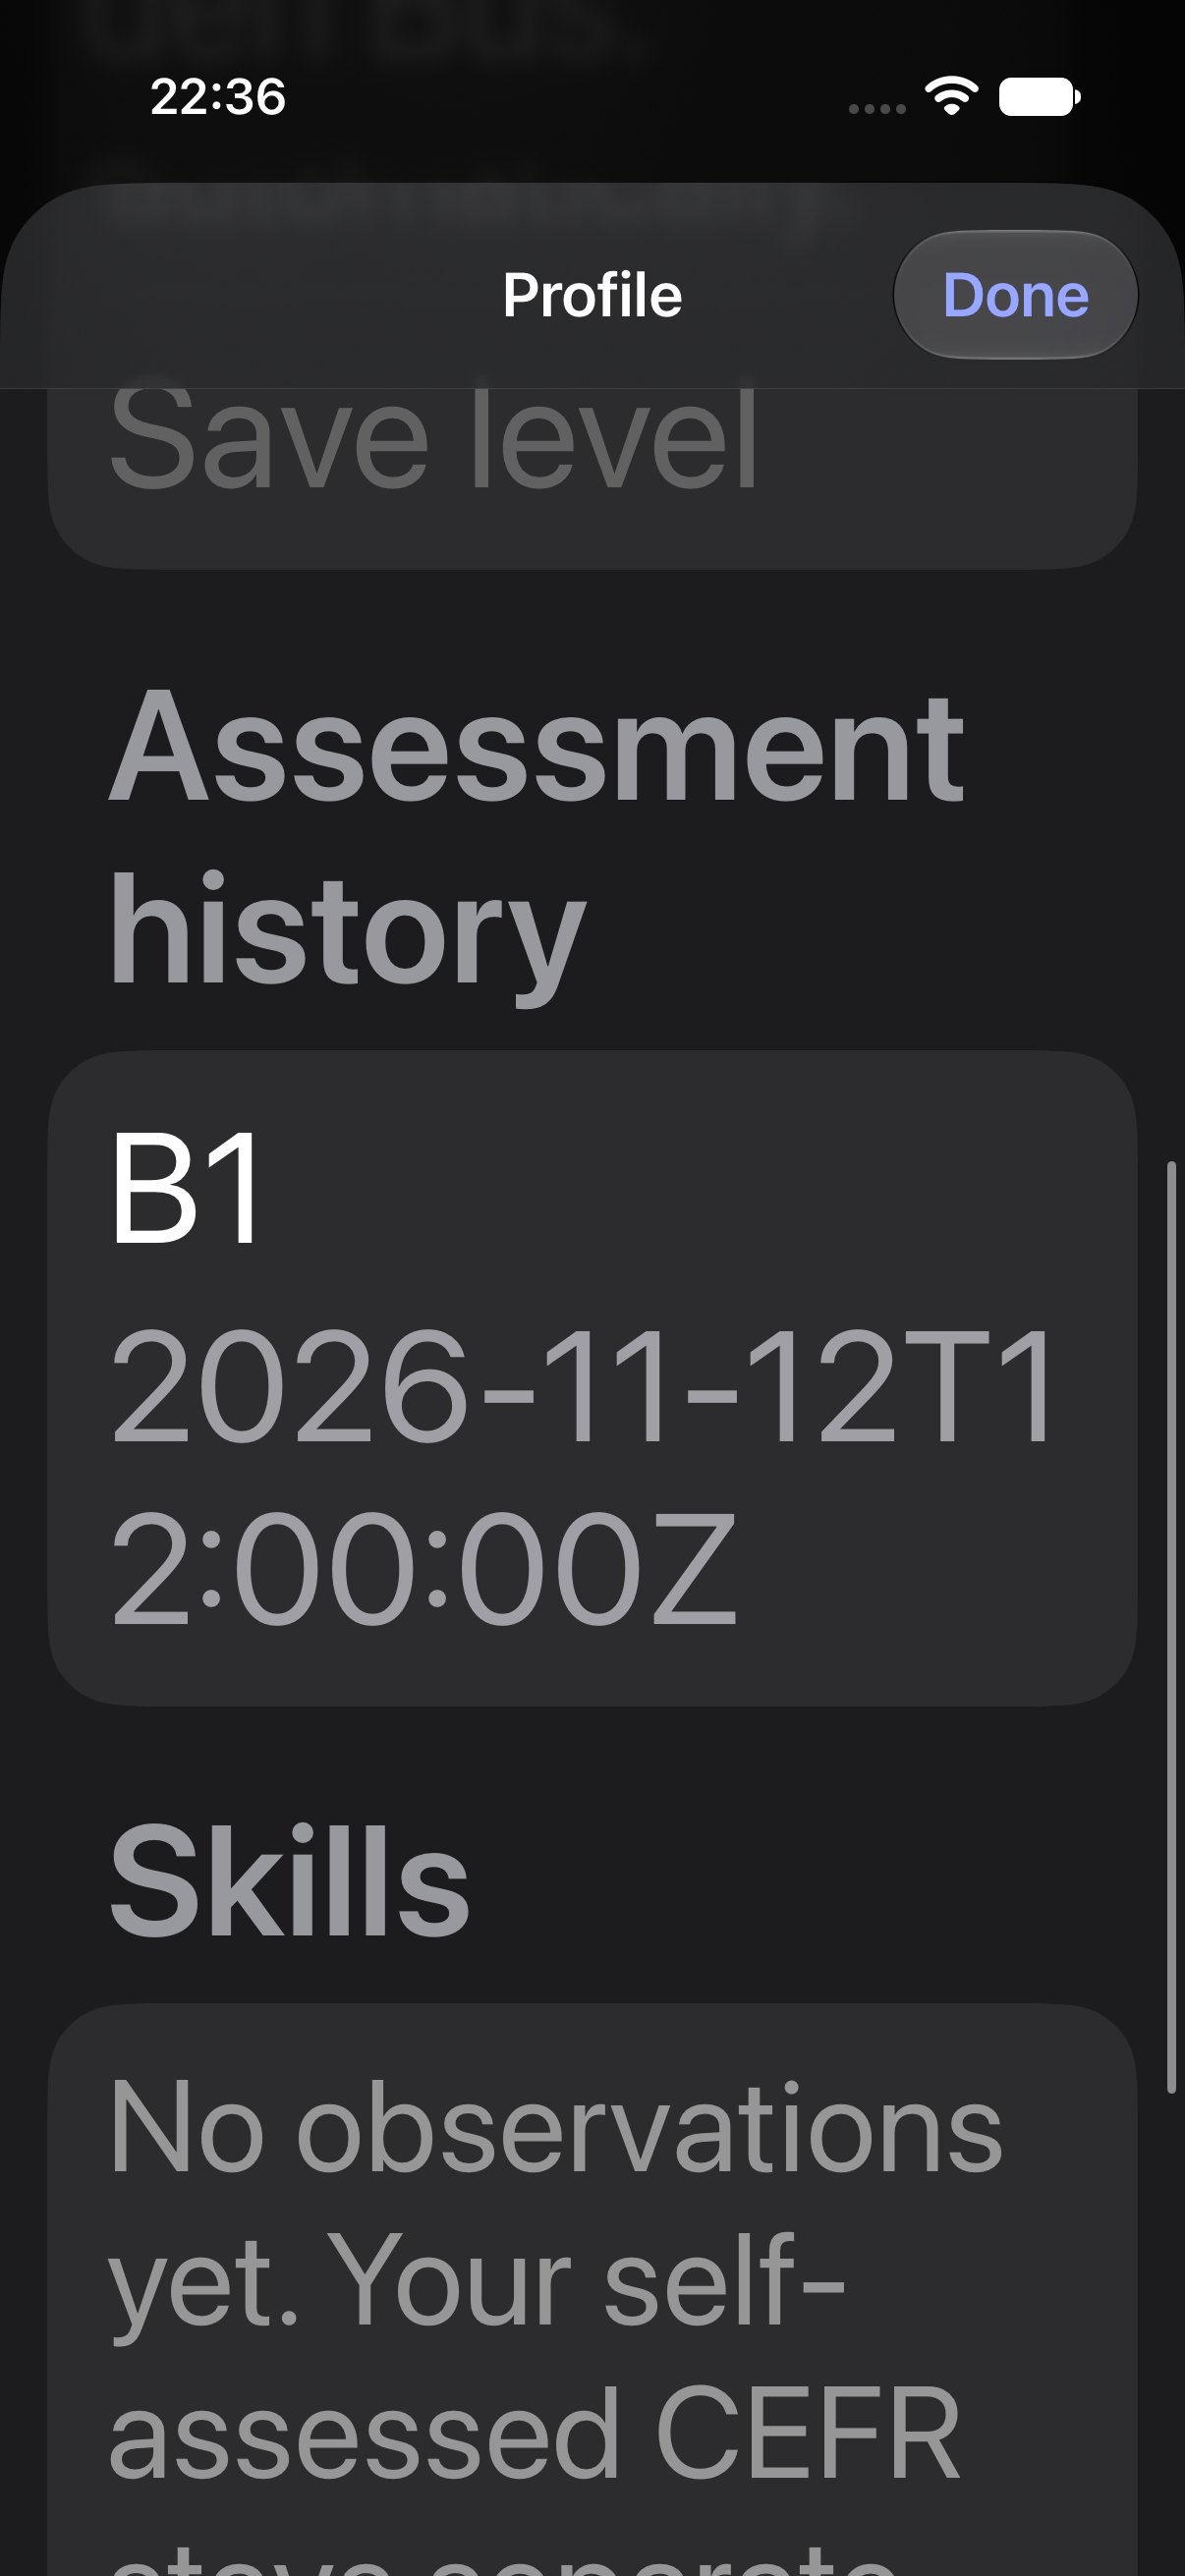 22:36
Profile
Done
Save level
Assessment
history
B1
2026-11-12T1
2:00:00Z
Skills
No observations
yet. Your self-
assessed CEFR